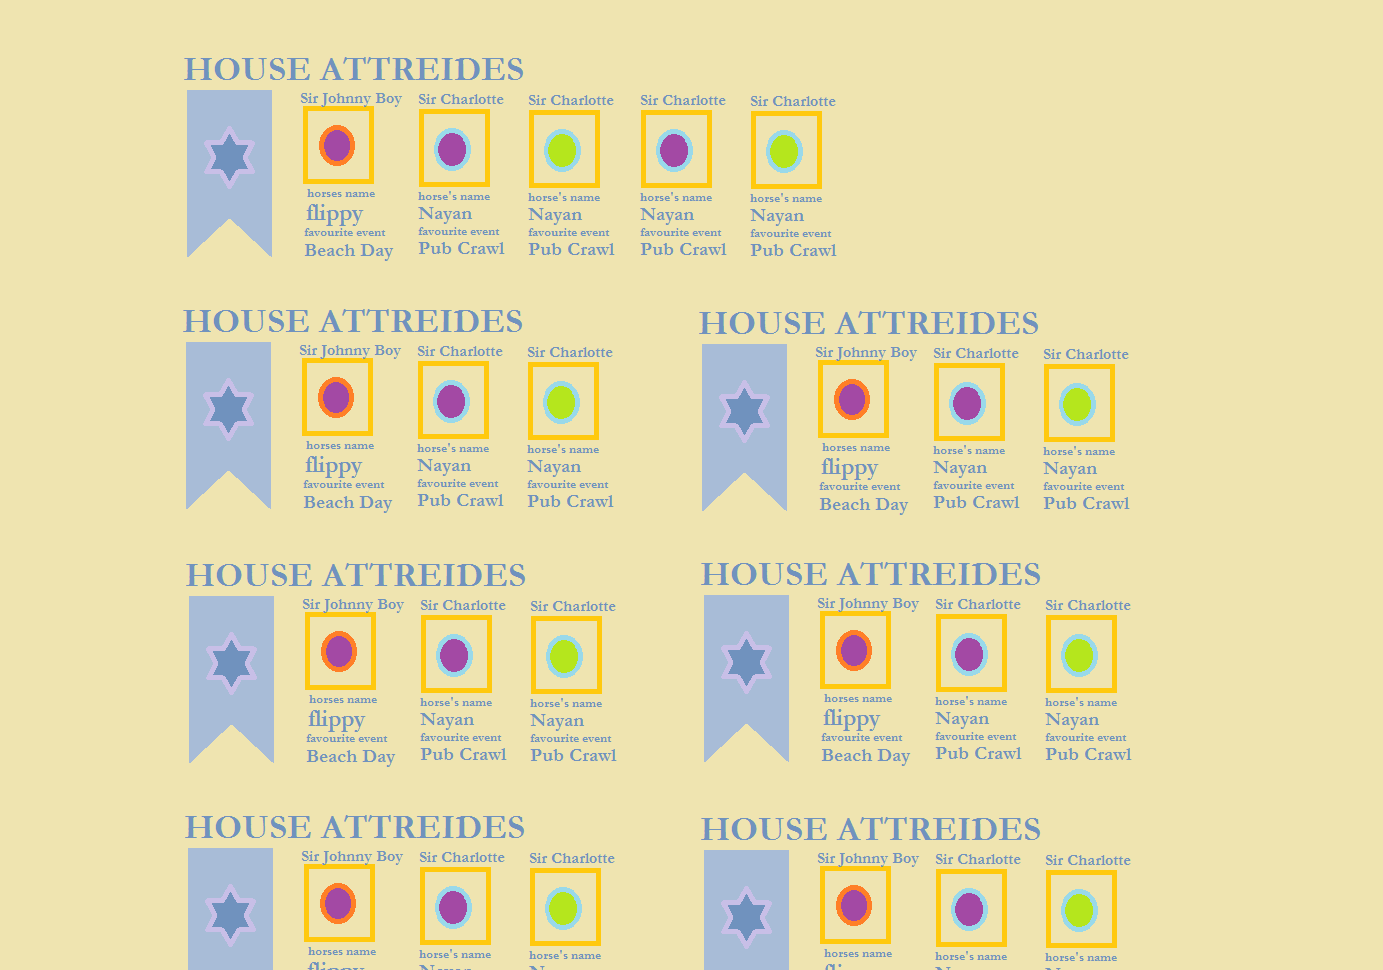 HOUSE ATTREIDES
Sir Johnny Boy Sir Charlotte Sir Charlotte Sir Charlotte Sir Charlotte
horses name horse's name horse's name horse's name horse's name
flippy Nayan Nayan Nayan Nayan
favourite event favourite event favourite event favourite event favourite event
Beach Day Pub Crawl Pub Crawl Pub Crawl Pub Crawl
HOUSE ATTREIDES
Sir Johnny Boy Sir Charlotte Sir Charlotte
horses name horse's name horse's name
flippy Nayan Nayan
favourite event favourite event favourite event
Beach Day Pub Crawl Pub Crawl
HOUSE ATTREIDES
Sir Johnny Boy Sir Charlotte Sir Charlotte
horses name horse's name horse's name
flippy Nayan Nayan
favourite event favourite event favourite event
Beach Day Pub Crawl Pub Crawl
HOUSE ATTREIDES
Sir Johnny Boy Sir Charlotte Sir Charlotte
horses name horse's name horse's name
flippy Nayan Nayan
favourite event favourite event favourite event
Beach Day Pub Crawl Pub Crawl
HOUSE ATTREIDES
Sir Johnny Boy Sir Charlotte Sir Charlotte
horses name horse's name horse's name
flippy Nayan Nayan
favourite event favourite event favourite event
Beach Day Pub Crawl Pub Crawl
HOUSE ATTREIDES
Sir Johnny Boy Sir Charlotte Sir Charlotte
horses name horse's name horse's name
HOUSE ATTREIDES
Sir Johnny Boy Sir Charlotte Sir Charlotte
horses name horse's name horse's name